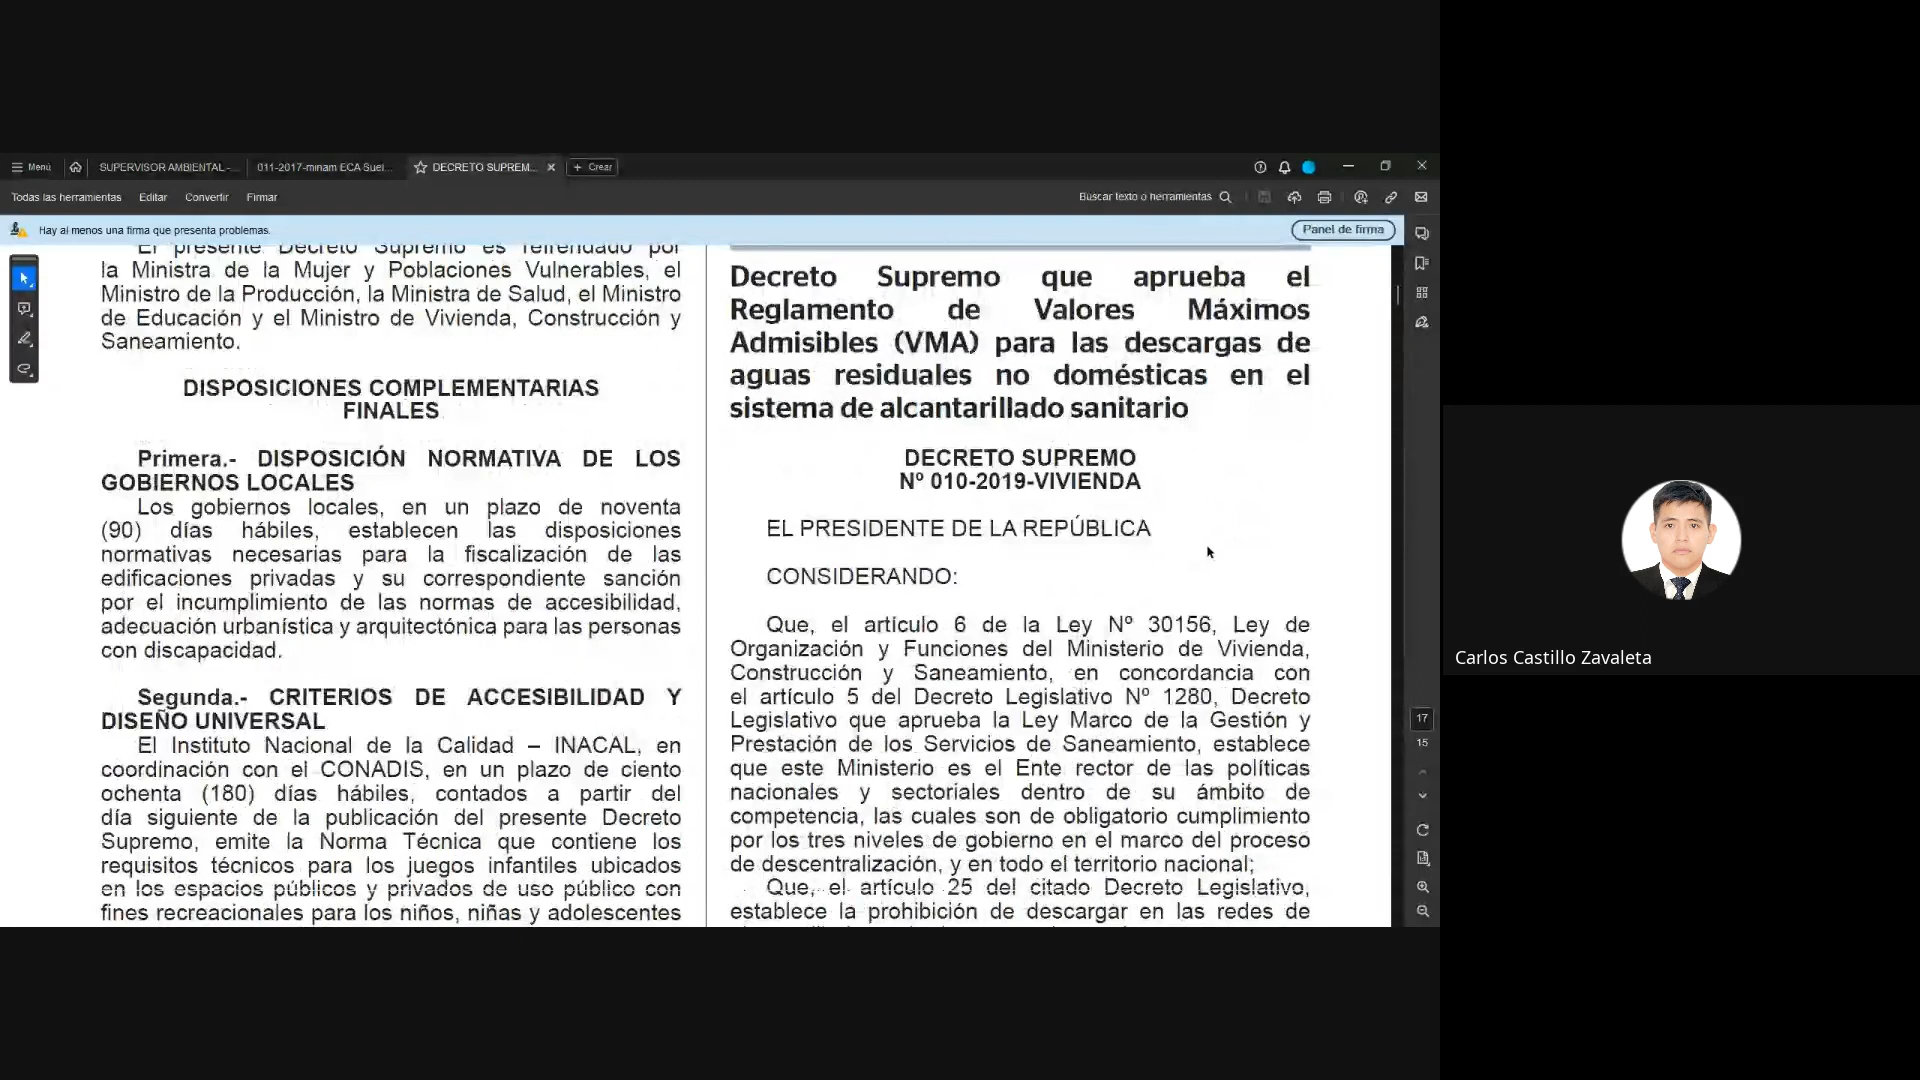 Menú
SUPERVISOR AMBIENTAL -...
011-2017-minam ECA Suel...
DECRETO SUPREM...
Crear
Todas las herramientas
Editar
Convertir
Firmar
Buscar texto o herramientas
Hay al menos una firma que presenta problemas.
Panel de firma
El presente Decreto Supremo es refrendado por
la Ministra de la Mujer y Poblaciones Vulnerables, el
Ministro de la Producción, la Ministra de Salud, el Ministro
de Educación y el Ministro de Vivienda, Construcción y
Saneamiento.
DISPOSICIONES COMPLEMENTARIAS
FINALES
Primera.- DISPOSICIÓN NORMATIVA DE LOS
GOBIERNOS LOCALES
Los gobiernos locales, en un plazo de noventa
(90) días hábiles, establecen las disposiciones
normativas necesarias para la fiscalización de las
edificaciones privadas y su correspondiente sanción
por el incumplimiento de las normas de accesibilidad,
adecuación urbanística y arquitectónica para las personas
con discapacidad.
Segunda.- CRITERIOS DE ACCESIBILIDAD Y
DISEÑO UNIVERSAL
El Instituto Nacional de la Calidad – INACAL, en
coordinación con el CONADIS, en un plazo de ciento
ochenta (180) días hábiles, contados a partir del
día siguiente de la publicación del presente Decreto
Supremo, emite la Norma Técnica que contiene los
requisitos técnicos para los juegos infantiles ubicados
en los espacios públicos y privados de uso público con
fines recreacionales para los niños, niñas y adolescentes
Decreto Supremo que aprueba el
Reglamento de Valores Máximos
Admisibles (VMA) para las descargas de
aguas residuales no domésticas en el
sistema de alcantarillado sanitario
DECRETO SUPREMO
Nº 010-2019-VIVIENDA
EL PRESIDENTE DE LA REPÚBLICA
CONSIDERANDO:
Que, el artículo 6 de la Ley Nº 30156, Ley de
Organización y Funciones del Ministerio de Vivienda,
Construcción y Saneamiento, en concordancia con
el artículo 5 del Decreto Legislativo Nº 1280, Decreto
Legislativo que aprueba la Ley Marco de la Gestión y
Prestación de los Servicios de Saneamiento, establece
que este Ministerio es el Ente rector de las políticas
nacionales y sectoriales dentro de su ámbito de
competencia, las cuales son de obligatorio cumplimiento
por los tres niveles de gobierno en el marco del proceso
de descentralización, y en todo el territorio nacional;
Que, el artículo 25 del citado Decreto Legislativo,
establece la prohibición de descargar en las redes de
17
15
Carlos Castillo Zavaleta